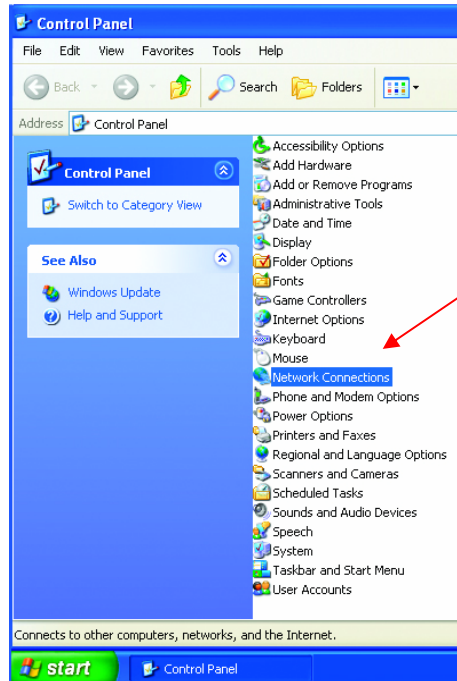 Control Panel
File Edit View Favorites Tools Help
Back Search Folders
Address Control Panel
Control Panel
Switch to Category View
See Also
Windows Update
Help and Support
Accessibility Options
Add Hardware
Add or Remove Programs
Administrative Tools
Date and Time
Display
Folder Options
Fonts
Game Controllers
Internet Options
Keyboard
Mouse
Network Connections
Phone and Modem Options
Power Options
Printers and Faxes
Regional and Language Options
Scanners and Cameras
Scheduled Tasks
Sounds and Audio Devices
Speech
System
Taskbar and Start Menu
User Accounts
Connects to other computers, networks, and the Internet.
start Control Panel